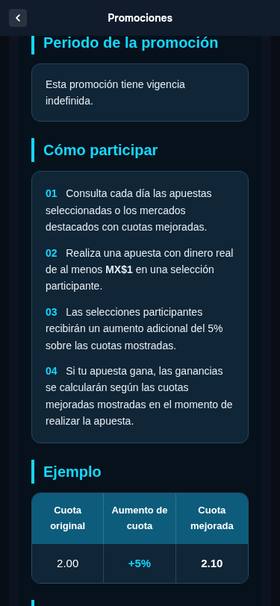 Promociones
Periodo de la promoción
Esta promoción tiene vigencia
indefinida.
Cómo participar
01 Consulta cada día las apuestas
seleccionadas o los mercados
destacados con cuotas mejoradas.
02 Realiza una apuesta con dinero real
de al menos MX$1 en una selección
participante.
03 Las selecciones participantes
recibirán un aumento adicional del 5%
sobre las cuotas mostradas.
04 Si tu apuesta gana, las ganancias
se calcularán según las cuotas
mejoradas mostradas en el momento de
realizar la apuesta.
Ejemplo
Cuota original Aumento de cuota Cuota mejorada
2.00 +5% 2.10